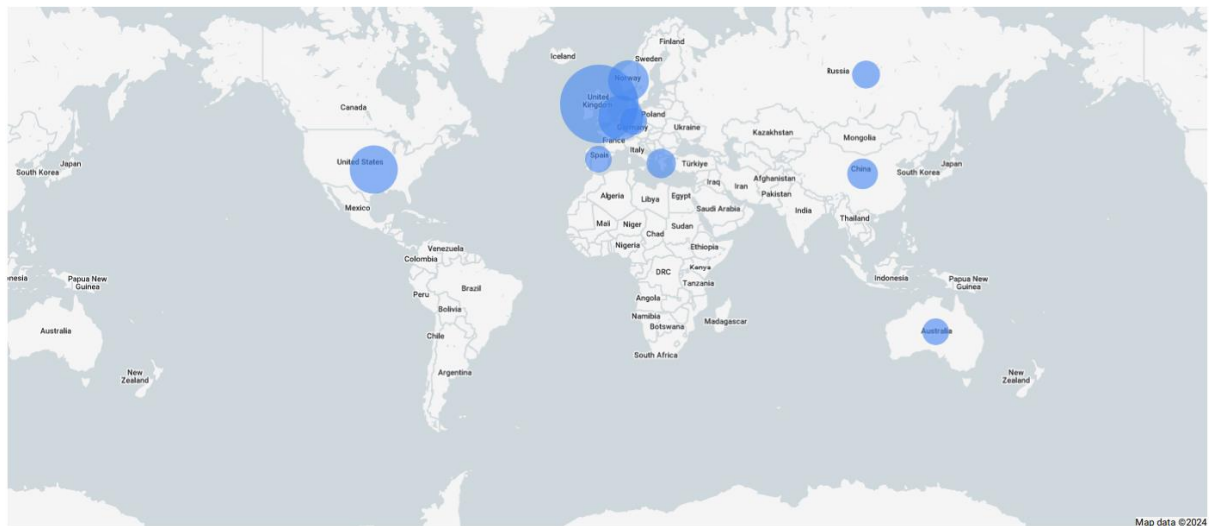 Finland
Iceland
Sweden
Norway
Russia
United
Kingdom
Canada
Poland
Germany
Ukraine
Kazakhstan
Mongolia
France
Italy
Spain
Türkiye
Japan
South Korea
United States
China
Japan
South Korea
Afghanistan
Iraq
Iran
Pakistan
Algeria
Libya
Egypt
Saudi Arabia
India
Mexico
Thailand
Mali
Niger
Chad
Sudan
Nigeria
Ethiopia
Venezuela
Colombia
Kenya
DRC
Tanzania
nesia
Papua New
Guinea
Indonesia
Papua New
Guinea
Peru
Brazil
Angola
Bolivia
Namibia
Botswana
Madagascar
Australia
Chile
Australia
South Africa
Argentina
New
Zealand
New
Zealand
Map data ©2024